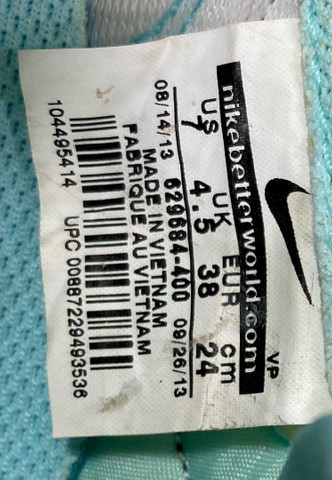 VP
nikebetterworld.com
US UK EUR cm
7 4.5 38 24
08/14/13 629684-400 09/26/13
MADE IN VIETNAM
FABRIQUE AU VIETNAM
104495414 UPC 00887229493536